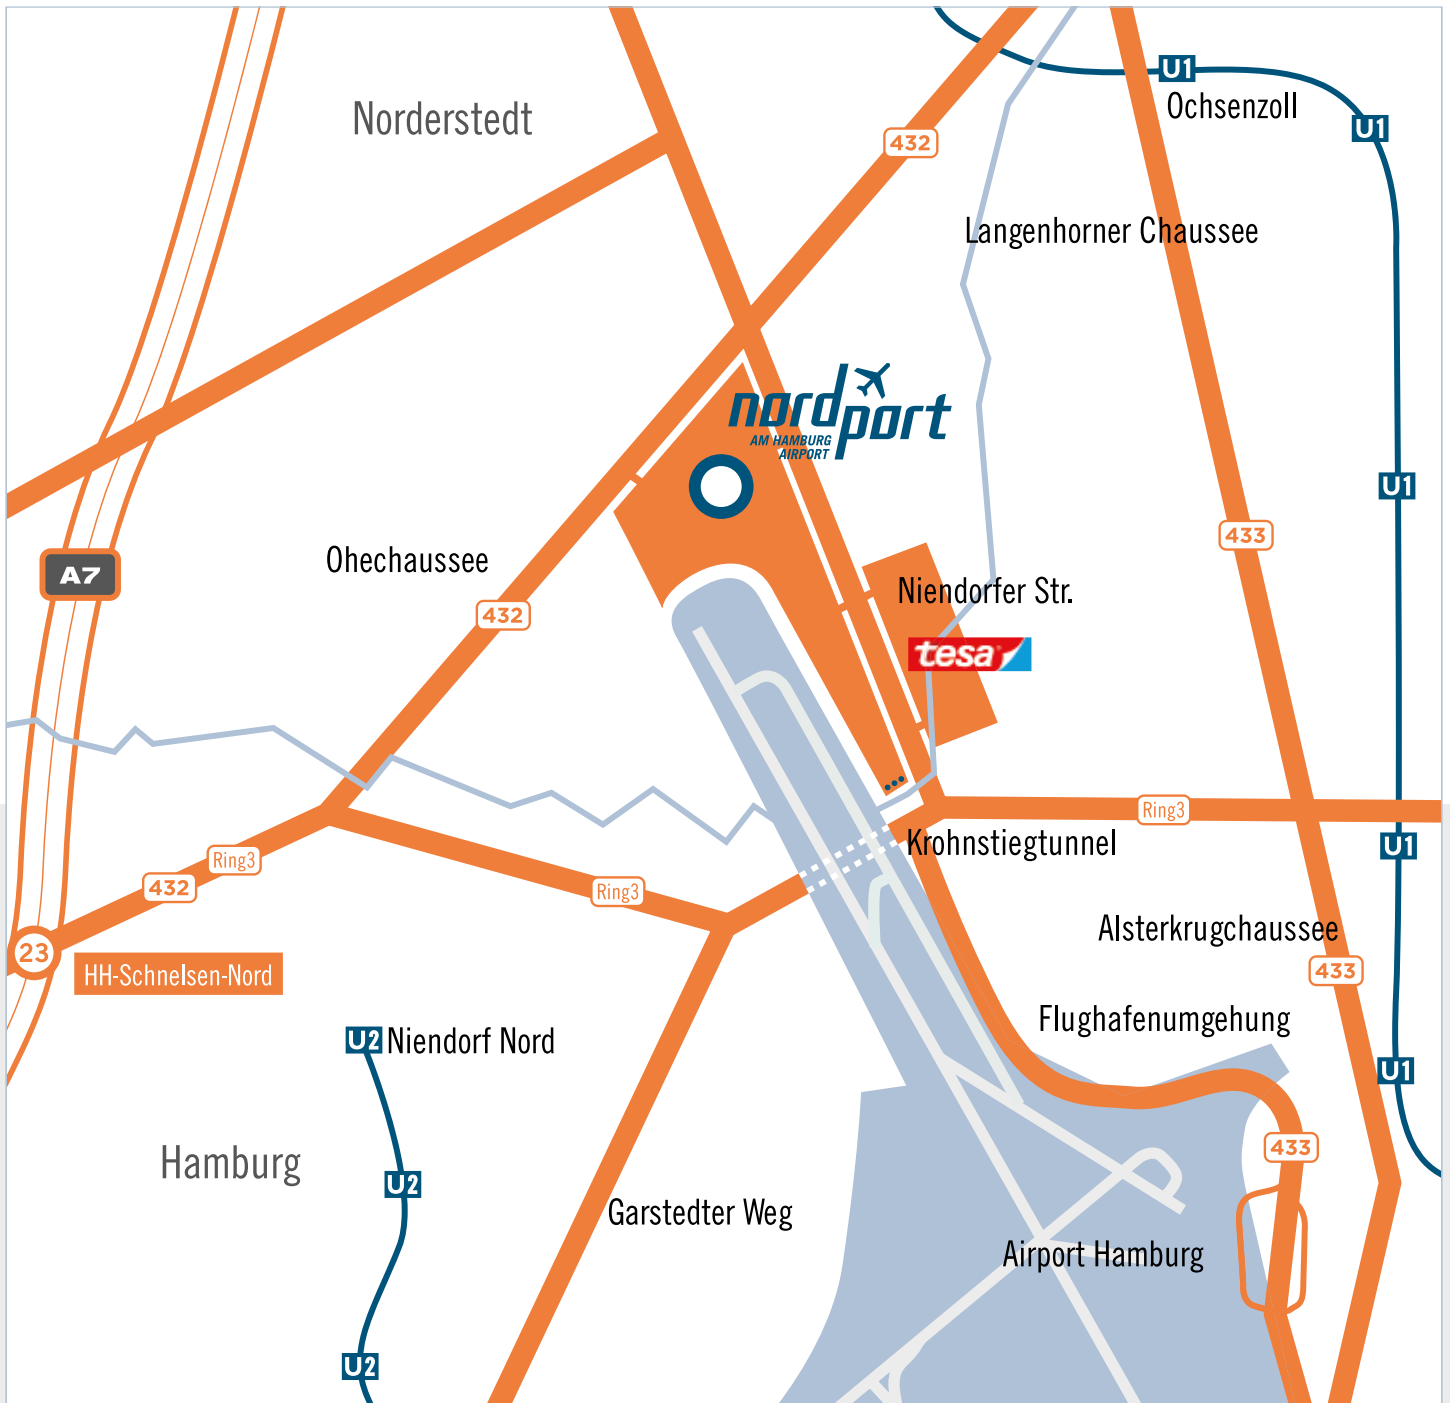 U1
Ochsenzoll
Norderstedt
U1
432
Langenhorner Chaussee
nordport
AM HAMBURG
AIRPORT
U1
433
Ohechaussee
A7
Niendorfer Str.
432
tesa
Ring3
Krohnstiegtunnel
U1
Ring3
432
Ring3
Alsterkrugchaussee
23
HH-Schnelsen-Nord
433
Flughafenumgehung
U2 Niendorf Nord
U1
433
Hamburg
U2
Garstedter Weg
Airport Hamburg
U2